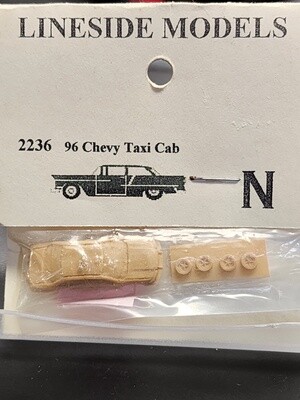 LINESIDE MODELS
2236 96 Chevy Taxi Cab
N